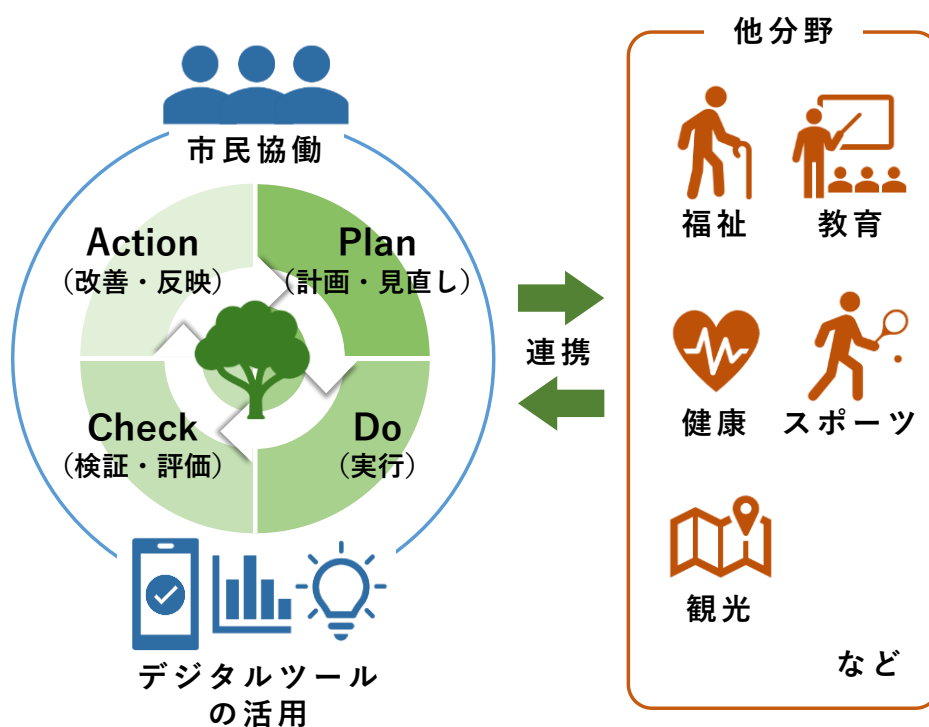 市民協働
Action
（改善・反映）
Plan
（計画・見直し）
Check
（検証・評価）
Do
（実行）
デジタルツール
の活用
連携
他分野
福祉
教育
健康
スポーツ
観光
など